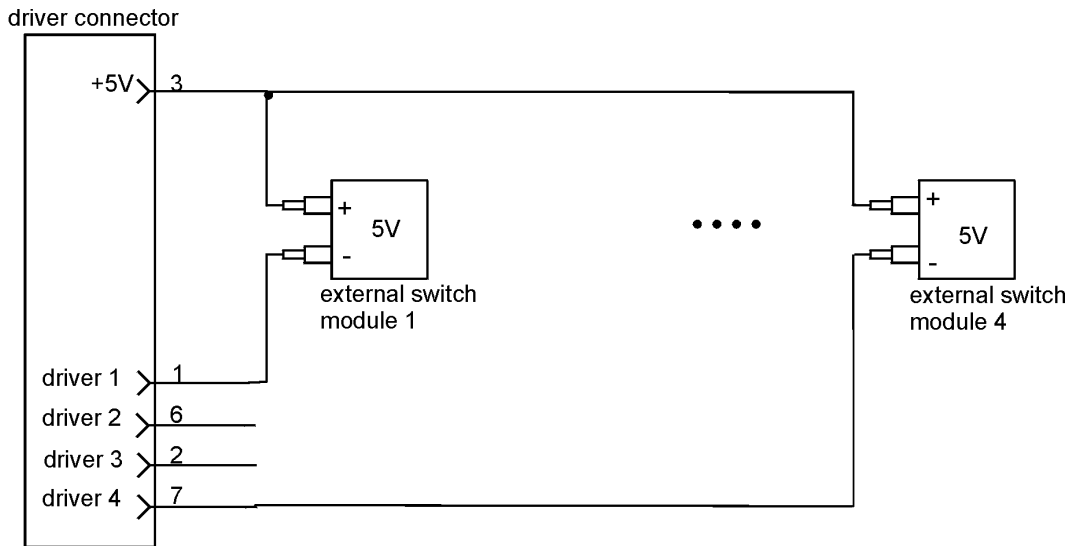 driver connector
+5V 3
+
5V
-
external switch
module 1
+
5V
-
external switch
module 4
driver 1 1
driver 2 6
driver 3 2
driver 4 7